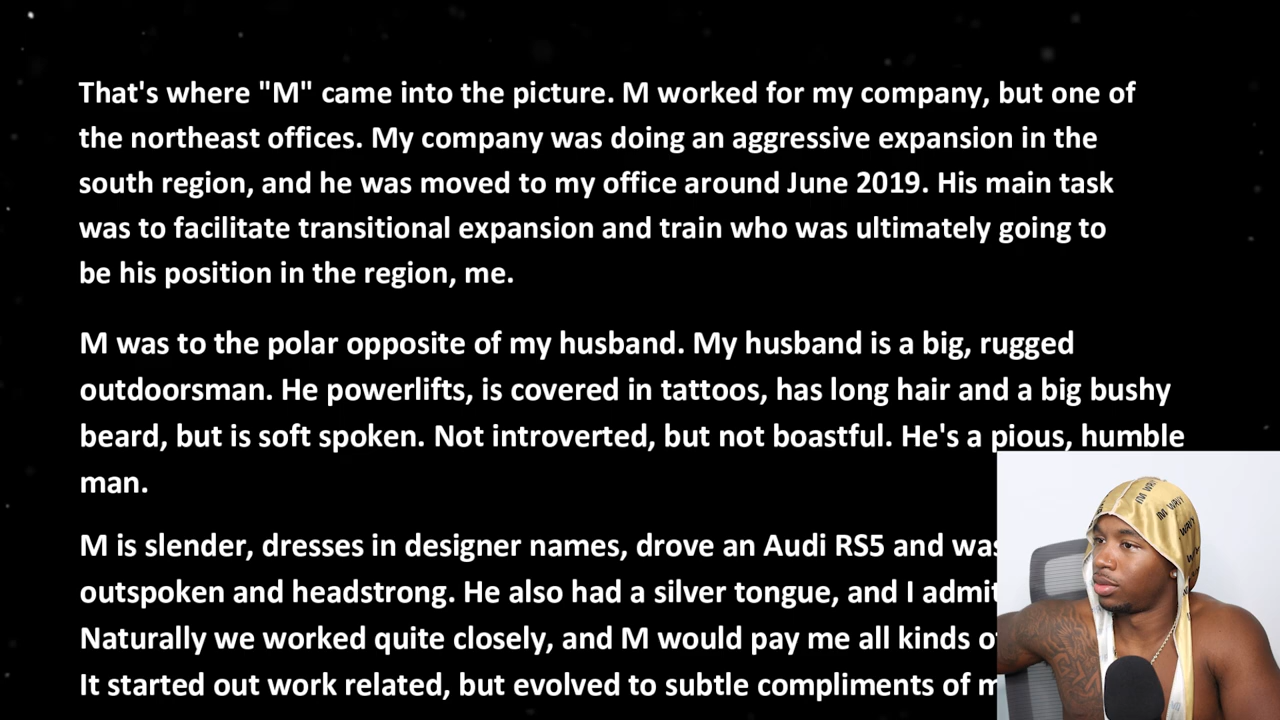 That's where "M" came into the picture. M worked for my company, but one of
the northeast offices. My company was doing an aggressive expansion in the
south region, and he was moved to my office around June 2019. His main task
was to facilitate transitional expansion and train who was ultimately going to
be his position in the region, me.
M was to the polar opposite of my husband. My husband is a big, rugged
outdoorsman. He powerlifts, is covered in tattoos, has long hair and a big bushy
beard, but is soft spoken. Not introverted, but not boastful. He's a pious, humble
man.
M is slender, dresses in designer names, drove an Audi RS5 and was
outspoken and headstrong. He also had a silver tongue, and I admit
Naturally we worked quite closely, and M would pay me all kinds
It started out work related, but evolved to subtle compliments of
I'M WAVY
I'M WAVY